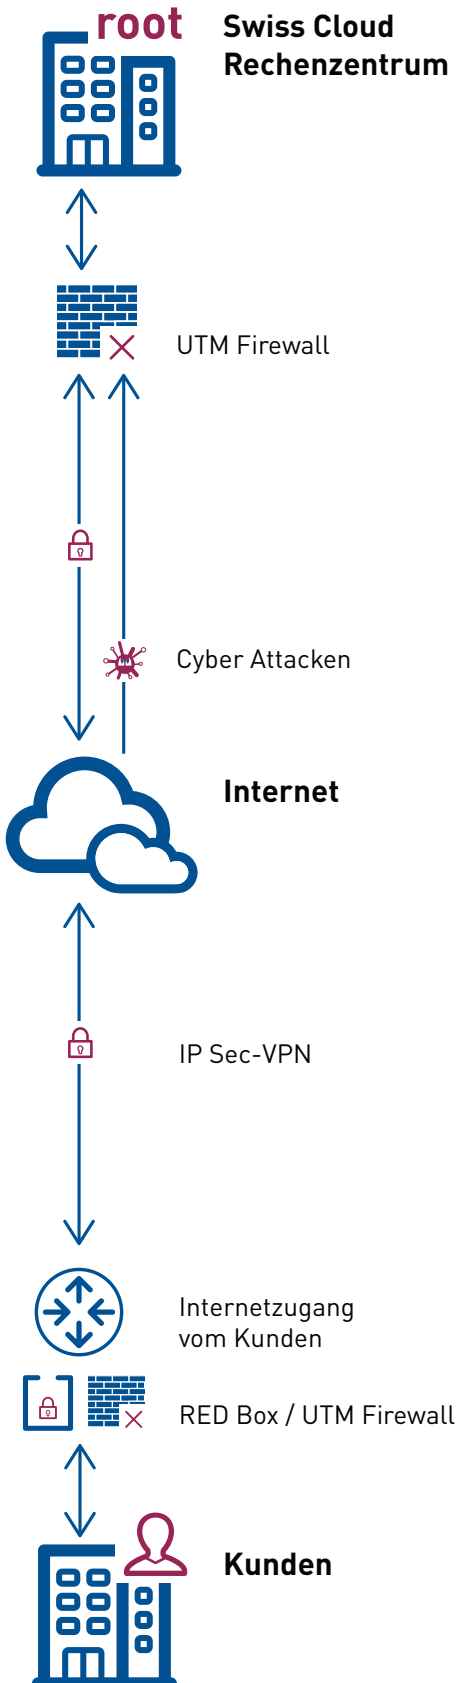 root
Swiss Cloud
Rechenzentrum
UTM Firewall
Cyber Attacken
Internet
IP Sec-VPN
Internetzugang
vom Kunden
RED Box / UTM Firewall
Kunden